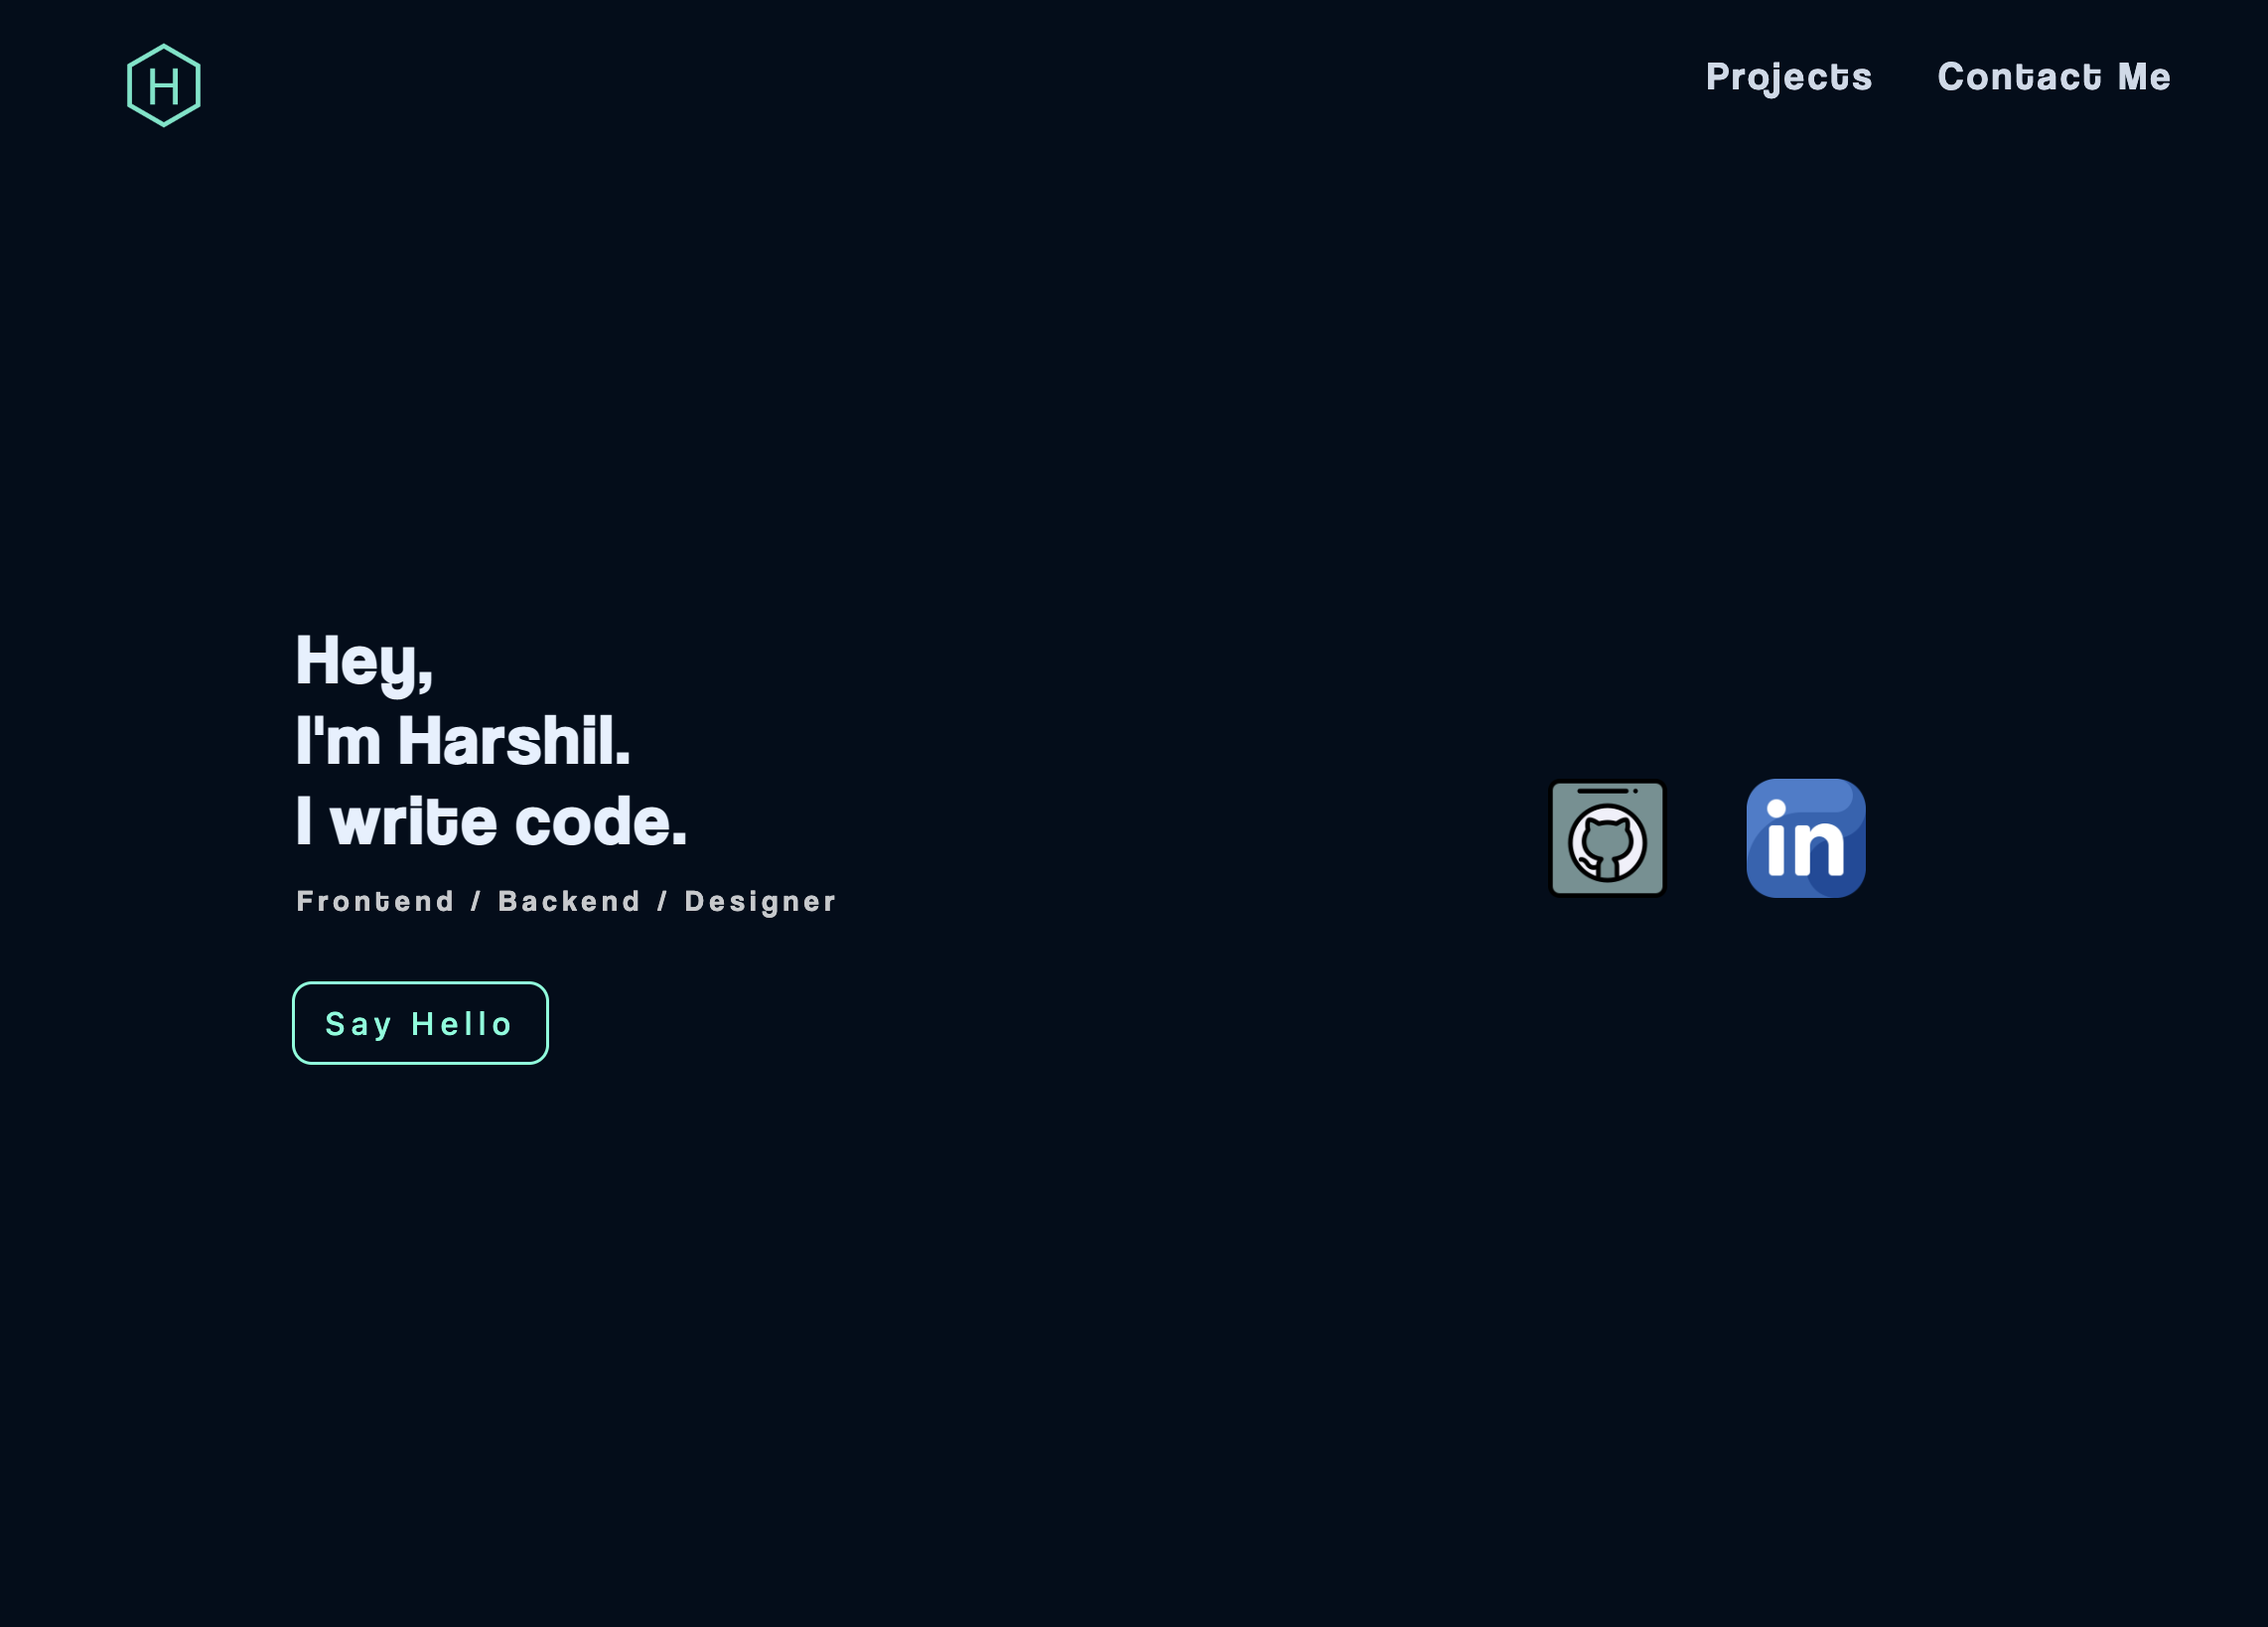 H
Projects
Contact Me
Hey,
I'm Harshil.
I write code.
Frontend / Backend / Designer
in
Say Hello